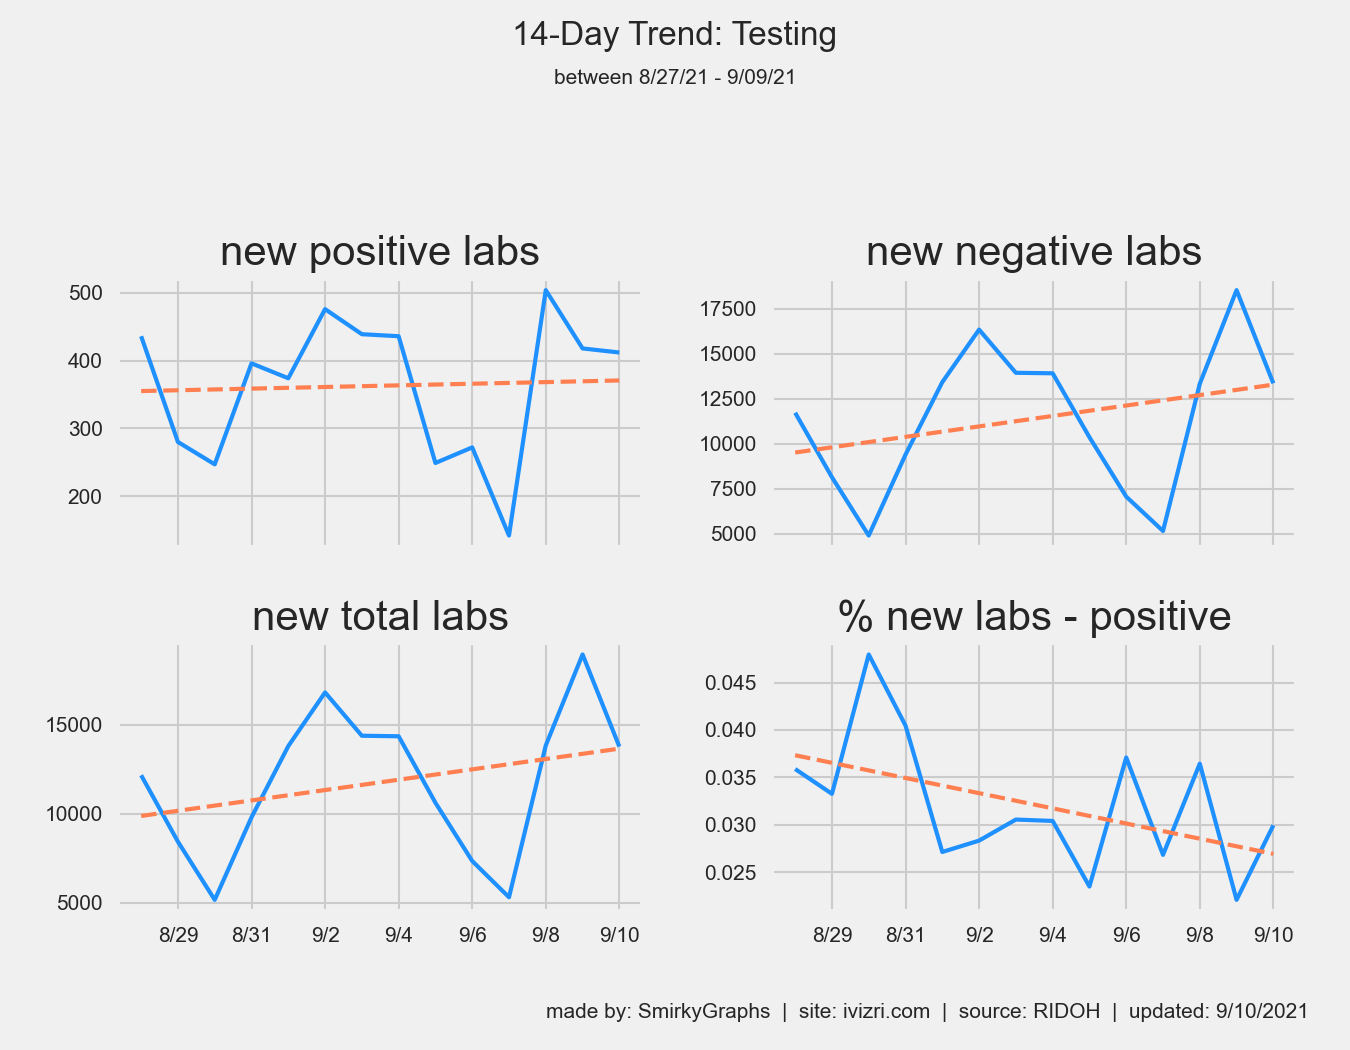 14-Day Trend: Testing
between 8/27/21 - 9/09/21
new positive labs
500
400
300
200
new negative labs
17500
15000
12500
10000
7500
5000
new total labs
15000
10000
5000
8/29 8/31 9/2 9/4 9/6 9/8 9/10
% new labs - positive
0.045
0.040
0.035
0.030
0.025
8/29 8/31 9/2 9/4 9/6 9/8 9/10
made by: SmirkyGraphs | site: ivizri.com | source: RIDOH | updated: 9/10/2021